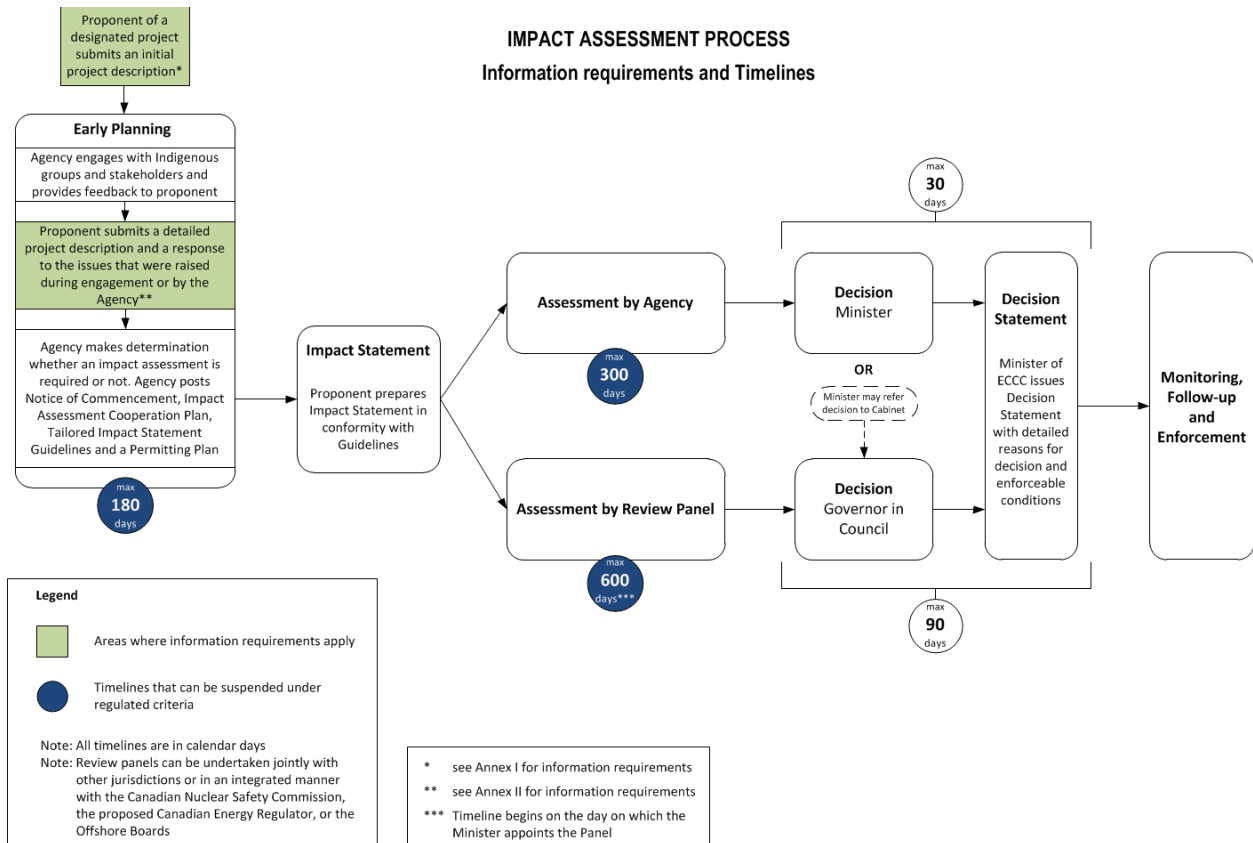 Proponent of a
designated project
submits an initial
project description*
IMPACT ASSESSMENT PROCESS
Information requirements and Timelines
Early Planning
Agency engages with Indigenous
groups and stakeholders and
provides feedback to proponent
Proponent submits a detailed
project description and a response
to the issues that were raised
during engagement or by the
Agency**
Agency makes determination
whether an impact assessment is
required or not. Agency posts
Notice of Commencement, Impact
Assessment Cooperation Plan,
Tailored Impact Statement
Guidelines and a Permitting Plan
max
180
days
Impact Statement
Proponent prepares
Impact Statement in
conformity with
Guidelines
Assessment by Agency
max
300
days
Assessment by Review Panel
max
600
days***
max
30
days
Decision
Minister
OR
Minister may refer
decision to Cabinet
Decision
Governor in
Council
max
90
days
Decision
Statement
Minister of
ECCC issues
Decision
Statement
with detailed
reasons for
decision and
enforceable
conditions
Monitoring,
Follow-up
and
Enforcement
Legend
Areas where information requirements apply
Timelines that can be suspended under
regulated criteria
Note: All timelines are in calendar days
Note: Review panels can be undertaken jointly with
other jurisdictions or in an integrated manner
with the Canadian Nuclear Safety Commission,
the proposed Canadian Energy Regulator, or the
Offshore Boards
* see Annex I for information requirements
** see Annex II for information requirements
*** Timeline begins on the day on which the
Minister appoints the Panel